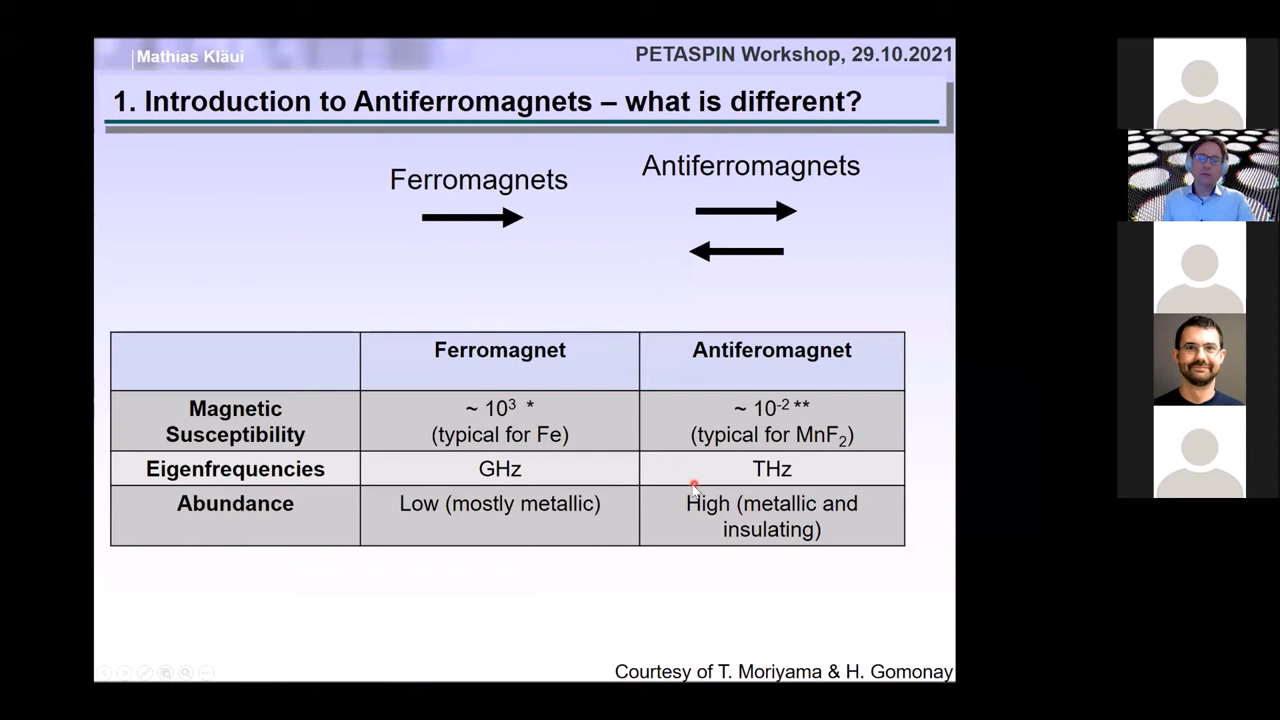 Mathias Kläui
PETASPIN Workshop, 29.10.2021
1. Introduction to Antiferromagnets – what is different?
Ferromagnets
Antiferromagnets
Ferromagnet
Antiferomagnet
Magnetic
Susceptibility
~ 10³ *
(typical for Fe)
~ 10⁻² **
(typical for MnF₂)
Eigenfrequencies
GHz
THz
Abundance
Low (mostly metallic)
High (metallic and
insulating)
Courtesy of T. Moriyama & H. Gomonay